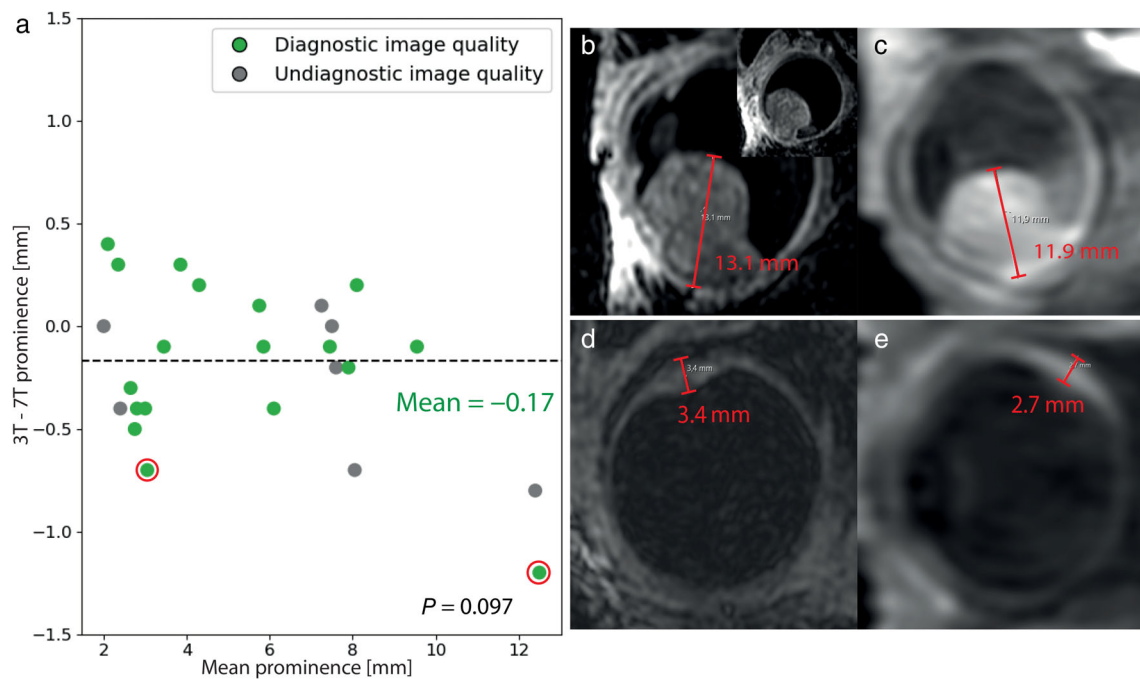 a
1.5
1.0
0.5
0.0
−0.5
−1.0
−1.5
3T - 7T prominence [mm]
Diagnostic image quality
Undiagnostic image quality
Mean = −0.17
P = 0.097
2
4
6
8
10
12
Mean prominence [mm]
b
13,1 mm
13.1 mm
c
11,9 mm
11.9 mm
d
3,4 mm
3.4 mm
e
2.7 mm